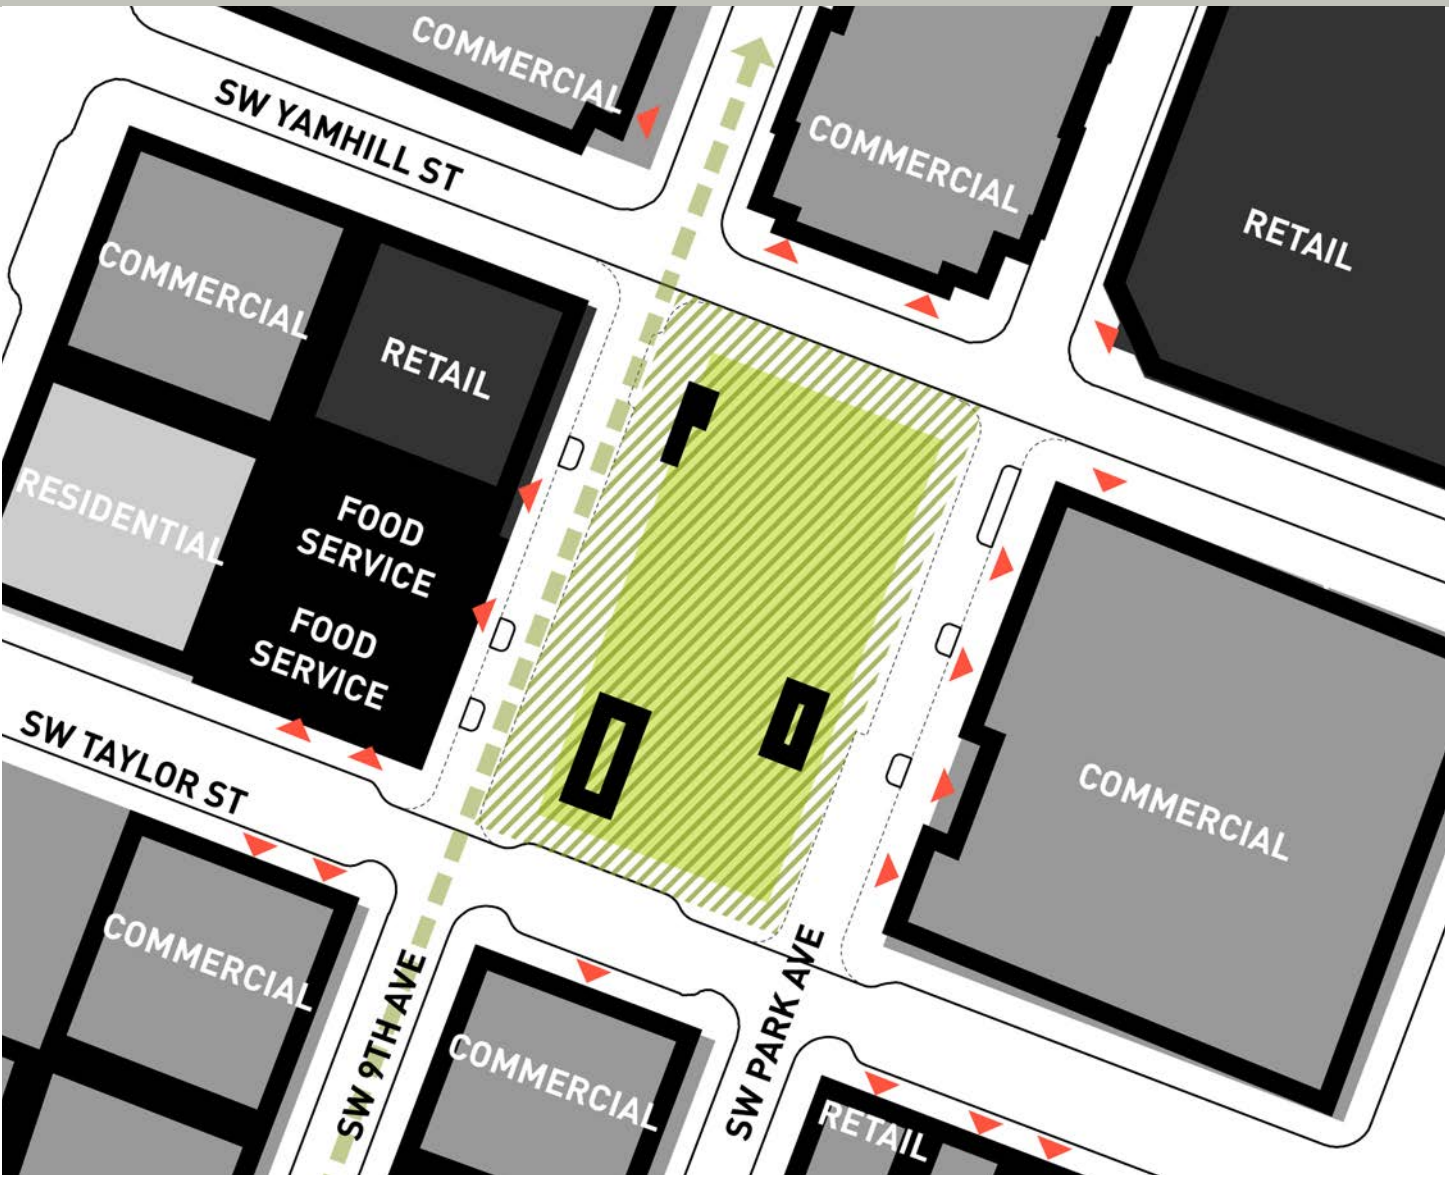 COMMERCIAL
SW YAMHILL ST
COMMERCIAL
RETAIL
COMMERCIAL
RETAIL
RESIDENTIAL
FOOD
SERVICE
FOOD
SERVICE
SW TAYLOR ST
COMMERCIAL
COMMERCIAL
SW 9TH AVE
COMMERCIAL
SW PARK AVE
RETAIL